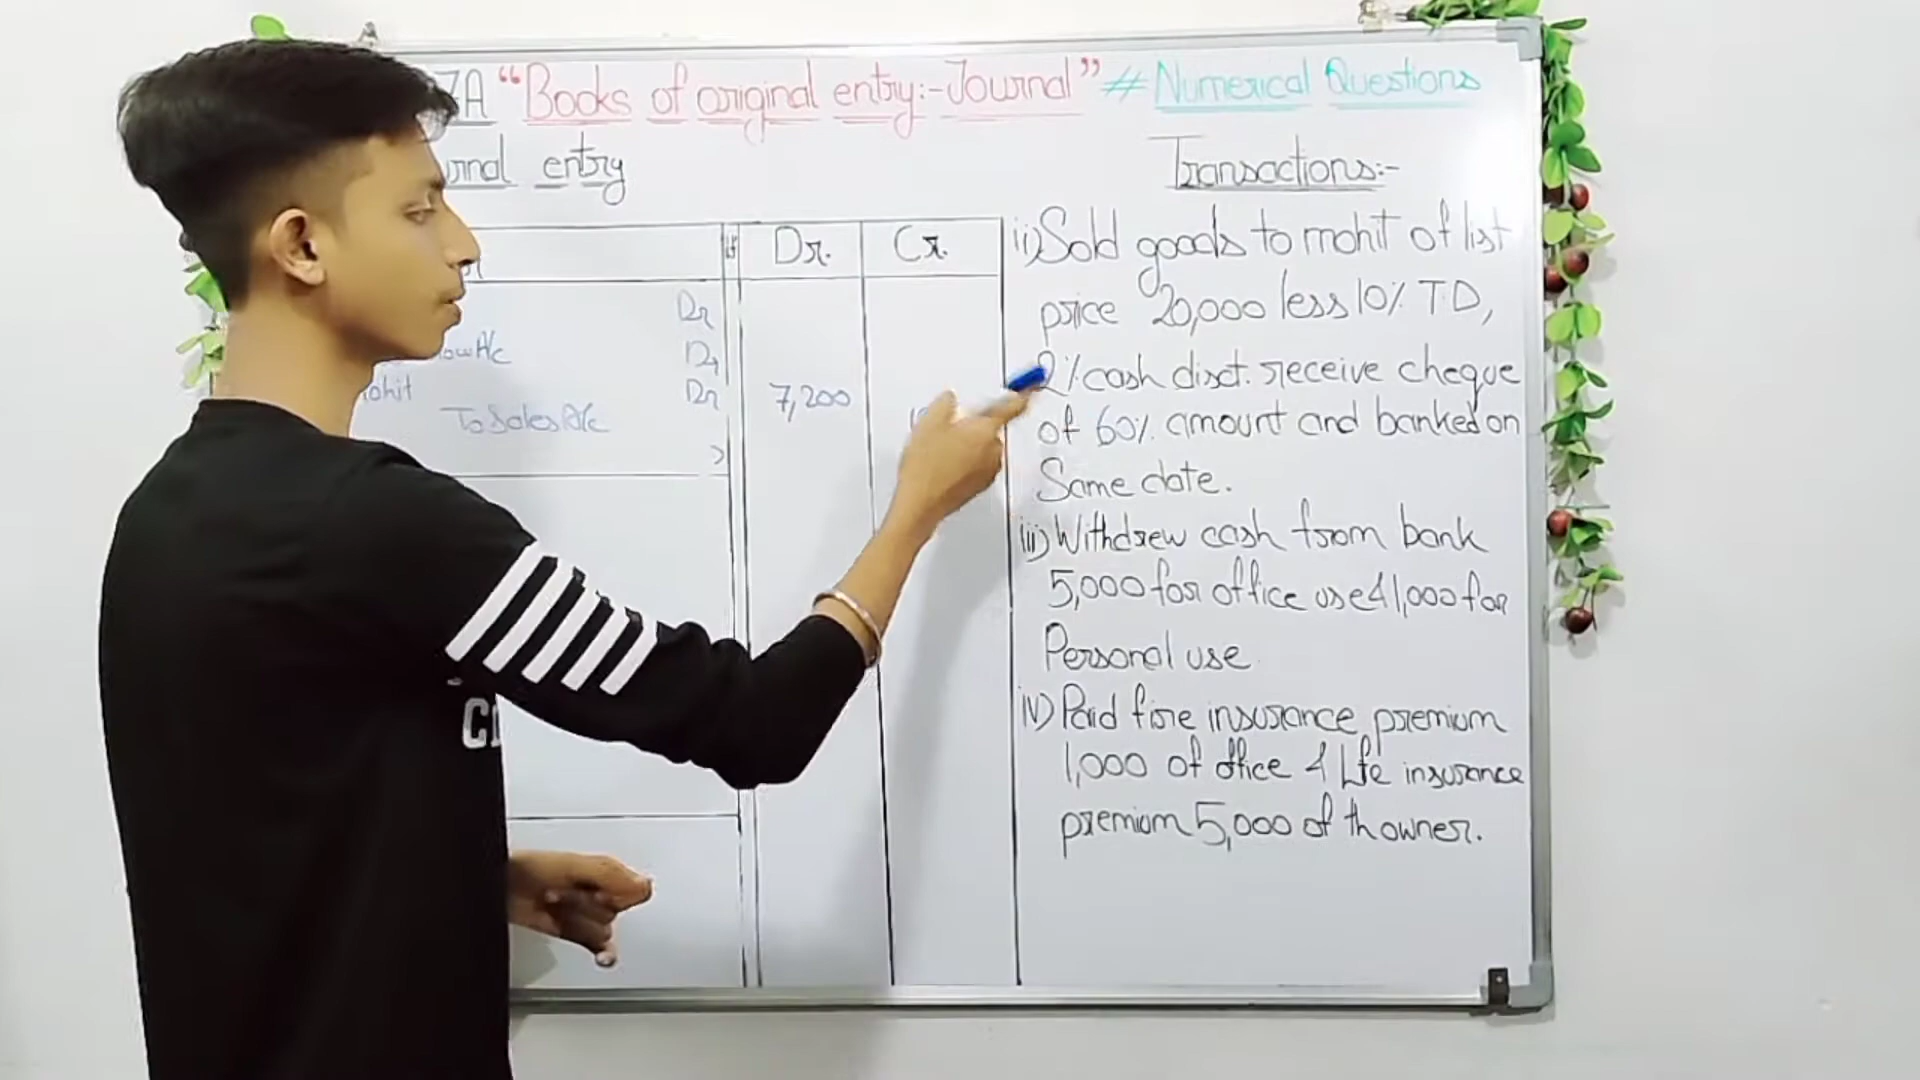 7A "Books of original entry:-Journal" # Numerical Questions
entry
Transactions:-
Dr. Cr.
ii) Sold goods to mohit of list
price 20,000 less 10% T.D,
2% cash disct. receive cheque
of 60% amount and banked on
Same date.
iii) Withdrew cash from bank
5,000 for office use & 1,000 for
Personal use.
iv) Paid fire insurance premium
1,000 of office & Life insurance
premium 5,000 of th owner.
Dr
A/c Dr
Dr 7,200
To Sales A/c